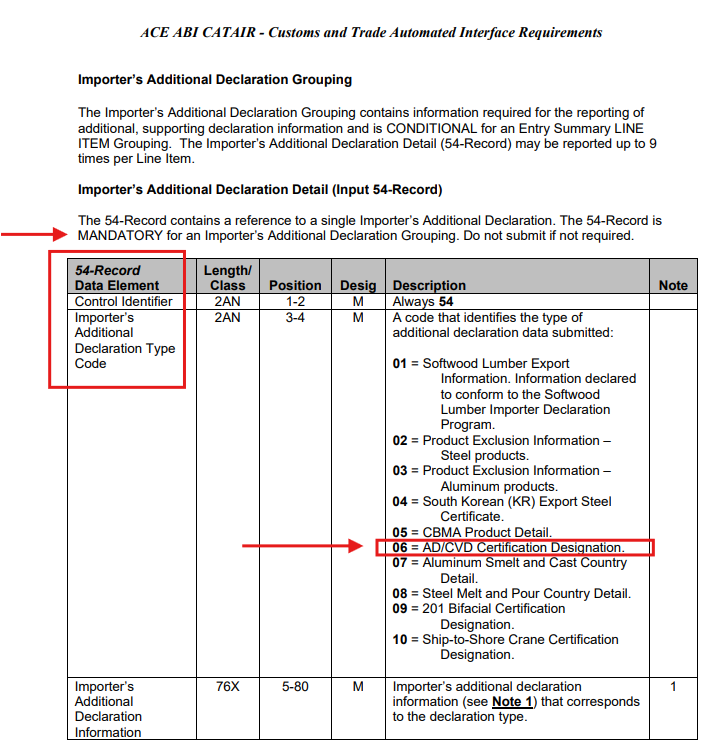 ACE ABI CATAIR - Customs and Trade Automated Interface Requirements
Importer's Additional Declaration Grouping
The Importer's Additional Declaration Grouping contains information required for the reporting of
additional, supporting declaration information and is CONDITIONAL for an Entry Summary LINE
ITEM Grouping. The Importer's Additional Declaration Detail (54-Record) may be reported up to 9
times per Line Item.
Importer's Additional Declaration Detail (Input 54-Record)
The 54-Record contains a reference to a single Importer's Additional Declaration. The 54-Record is
MANDATORY for an Importer's Additional Declaration Grouping. Do not submit if not required.
54-Record
Data Element
Length/
Class
Position
Desig
Description
Note
Control Identifier
2AN
1-2
M
Always 54
Importer's
Additional
Declaration Type
Code
2AN
3-4
M
A code that identifies the type of
additional declaration data submitted:
01 = Softwood Lumber Export
Information. Information declared
to conform to the Softwood
Lumber Importer Declaration
Program.
02 = Product Exclusion Information –
Steel products.
03 = Product Exclusion Information –
Aluminum products.
04 = South Korean (KR) Export Steel
Certificate.
05 = CBMA Product Detail.
06 = AD/CVD Certification Designation.
07 = Aluminum Smelt and Cast Country
Detail.
08 = Steel Melt and Pour Country Detail.
09 = 201 Bifacial Certification
Designation.
10 = Ship-to-Shore Crane Certification
Designation.
Importer's
Additional
Declaration
Information
76X
5-80
M
Importer's additional declaration
information (see Note 1) that corresponds
to the declaration type.
1